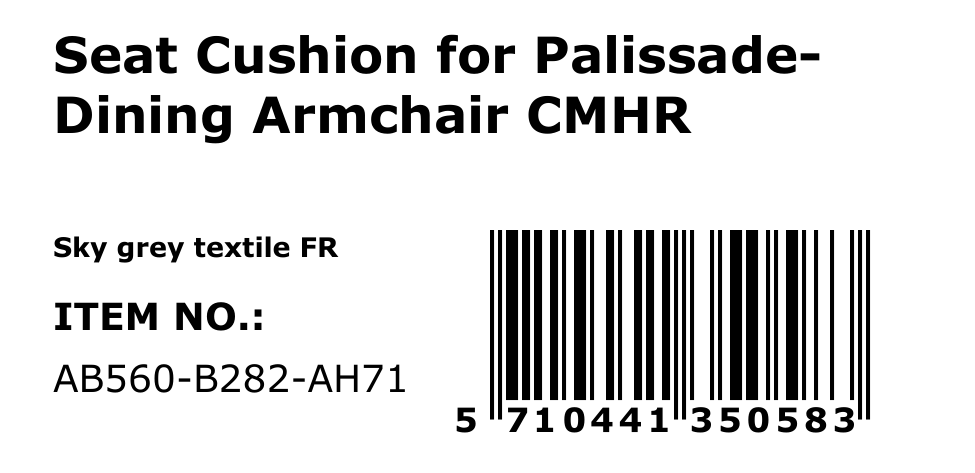 Seat Cushion for Palissade-
Dining Armchair CMHR
Sky grey textile FR
ITEM NO.:
AB560-B282-AH71
5 710441 350583